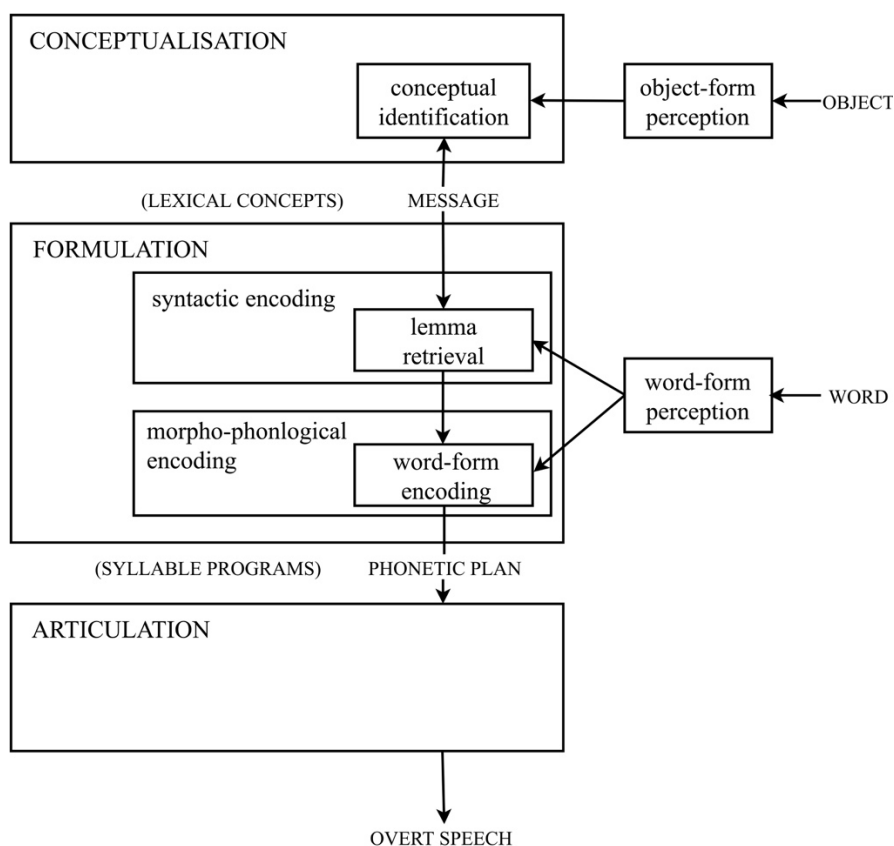 CONCEPTUALISATION
conceptual
identification
object-form
perception
OBJECT
(LEXICAL CONCEPTS)
MESSAGE
FORMULATION
syntactic encoding
lemma
retrieval
word-form
perception
WORD
morpho-phonlogical
encoding
word-form
encoding
(SYLLABLE PROGRAMS)
PHONETIC PLAN
ARTICULATION
OVERT SPEECH